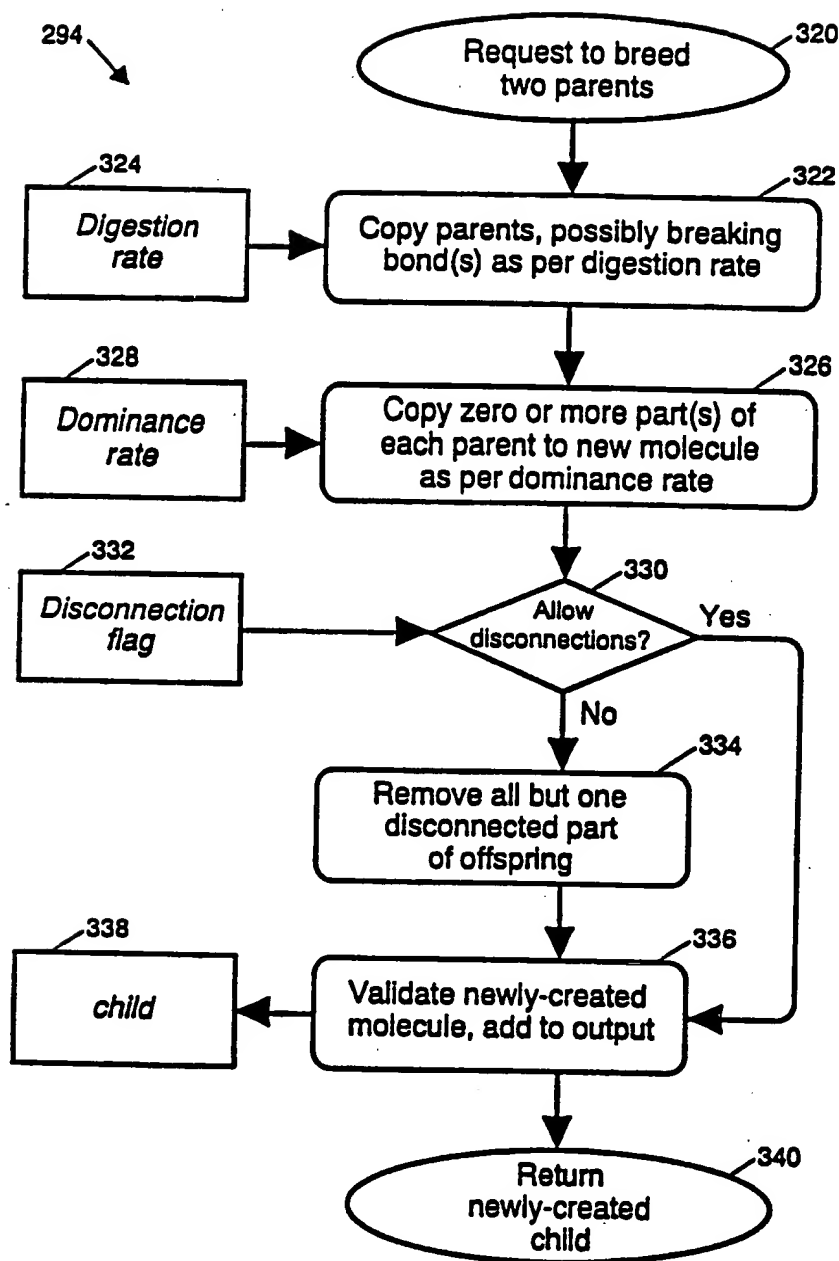 294
320
Request to breed
two parents
324
Digestion
rate
322
Copy parents, possibly breaking
bond(s) as per digestion rate
328
Dominance
rate
326
Copy zero or more part(s) of
each parent to new molecule
as per dominance rate
332
Disconnection
flag
330
Allow
disconnections?
Yes
No
334
Remove all but one
disconnected part
of offspring
338
child
336
Validate newly-created
molecule, add to output
340
Return
newly-created
child